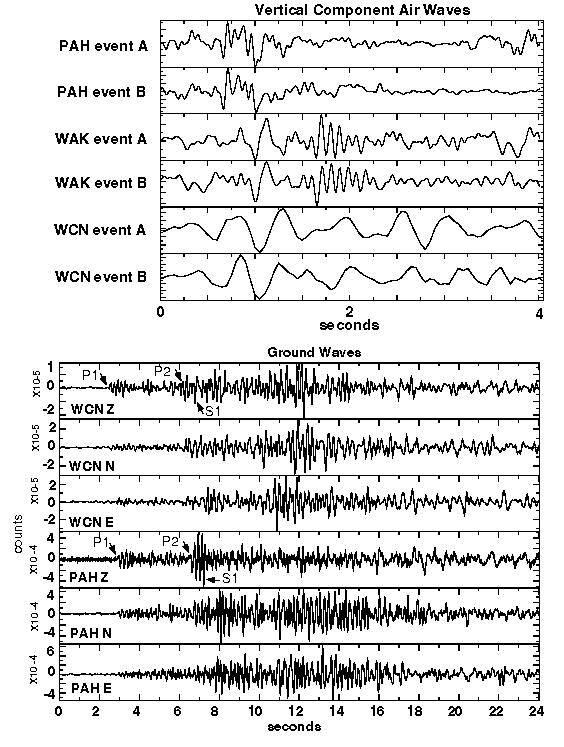 Vertical Component Air Waves
PAH event A
PAH event B
WAK event A
WAK event B
WCN event A
WCN event B
0 2 4
seconds
Ground Waves
counts
1
0
-2
X10-5
P1
P2
S1
WCN Z
2
0
-2
X10-5
WCN N
2
0
-2
X10-5
WCN E
4
0
-4
X10-4
P1
P2
S1
PAH Z
4
0
-4
X10-4
PAH N
6
0
-4
X10-4
PAH E
0 2 4 6 8 10 12 14 16 18 20 22 24
seconds